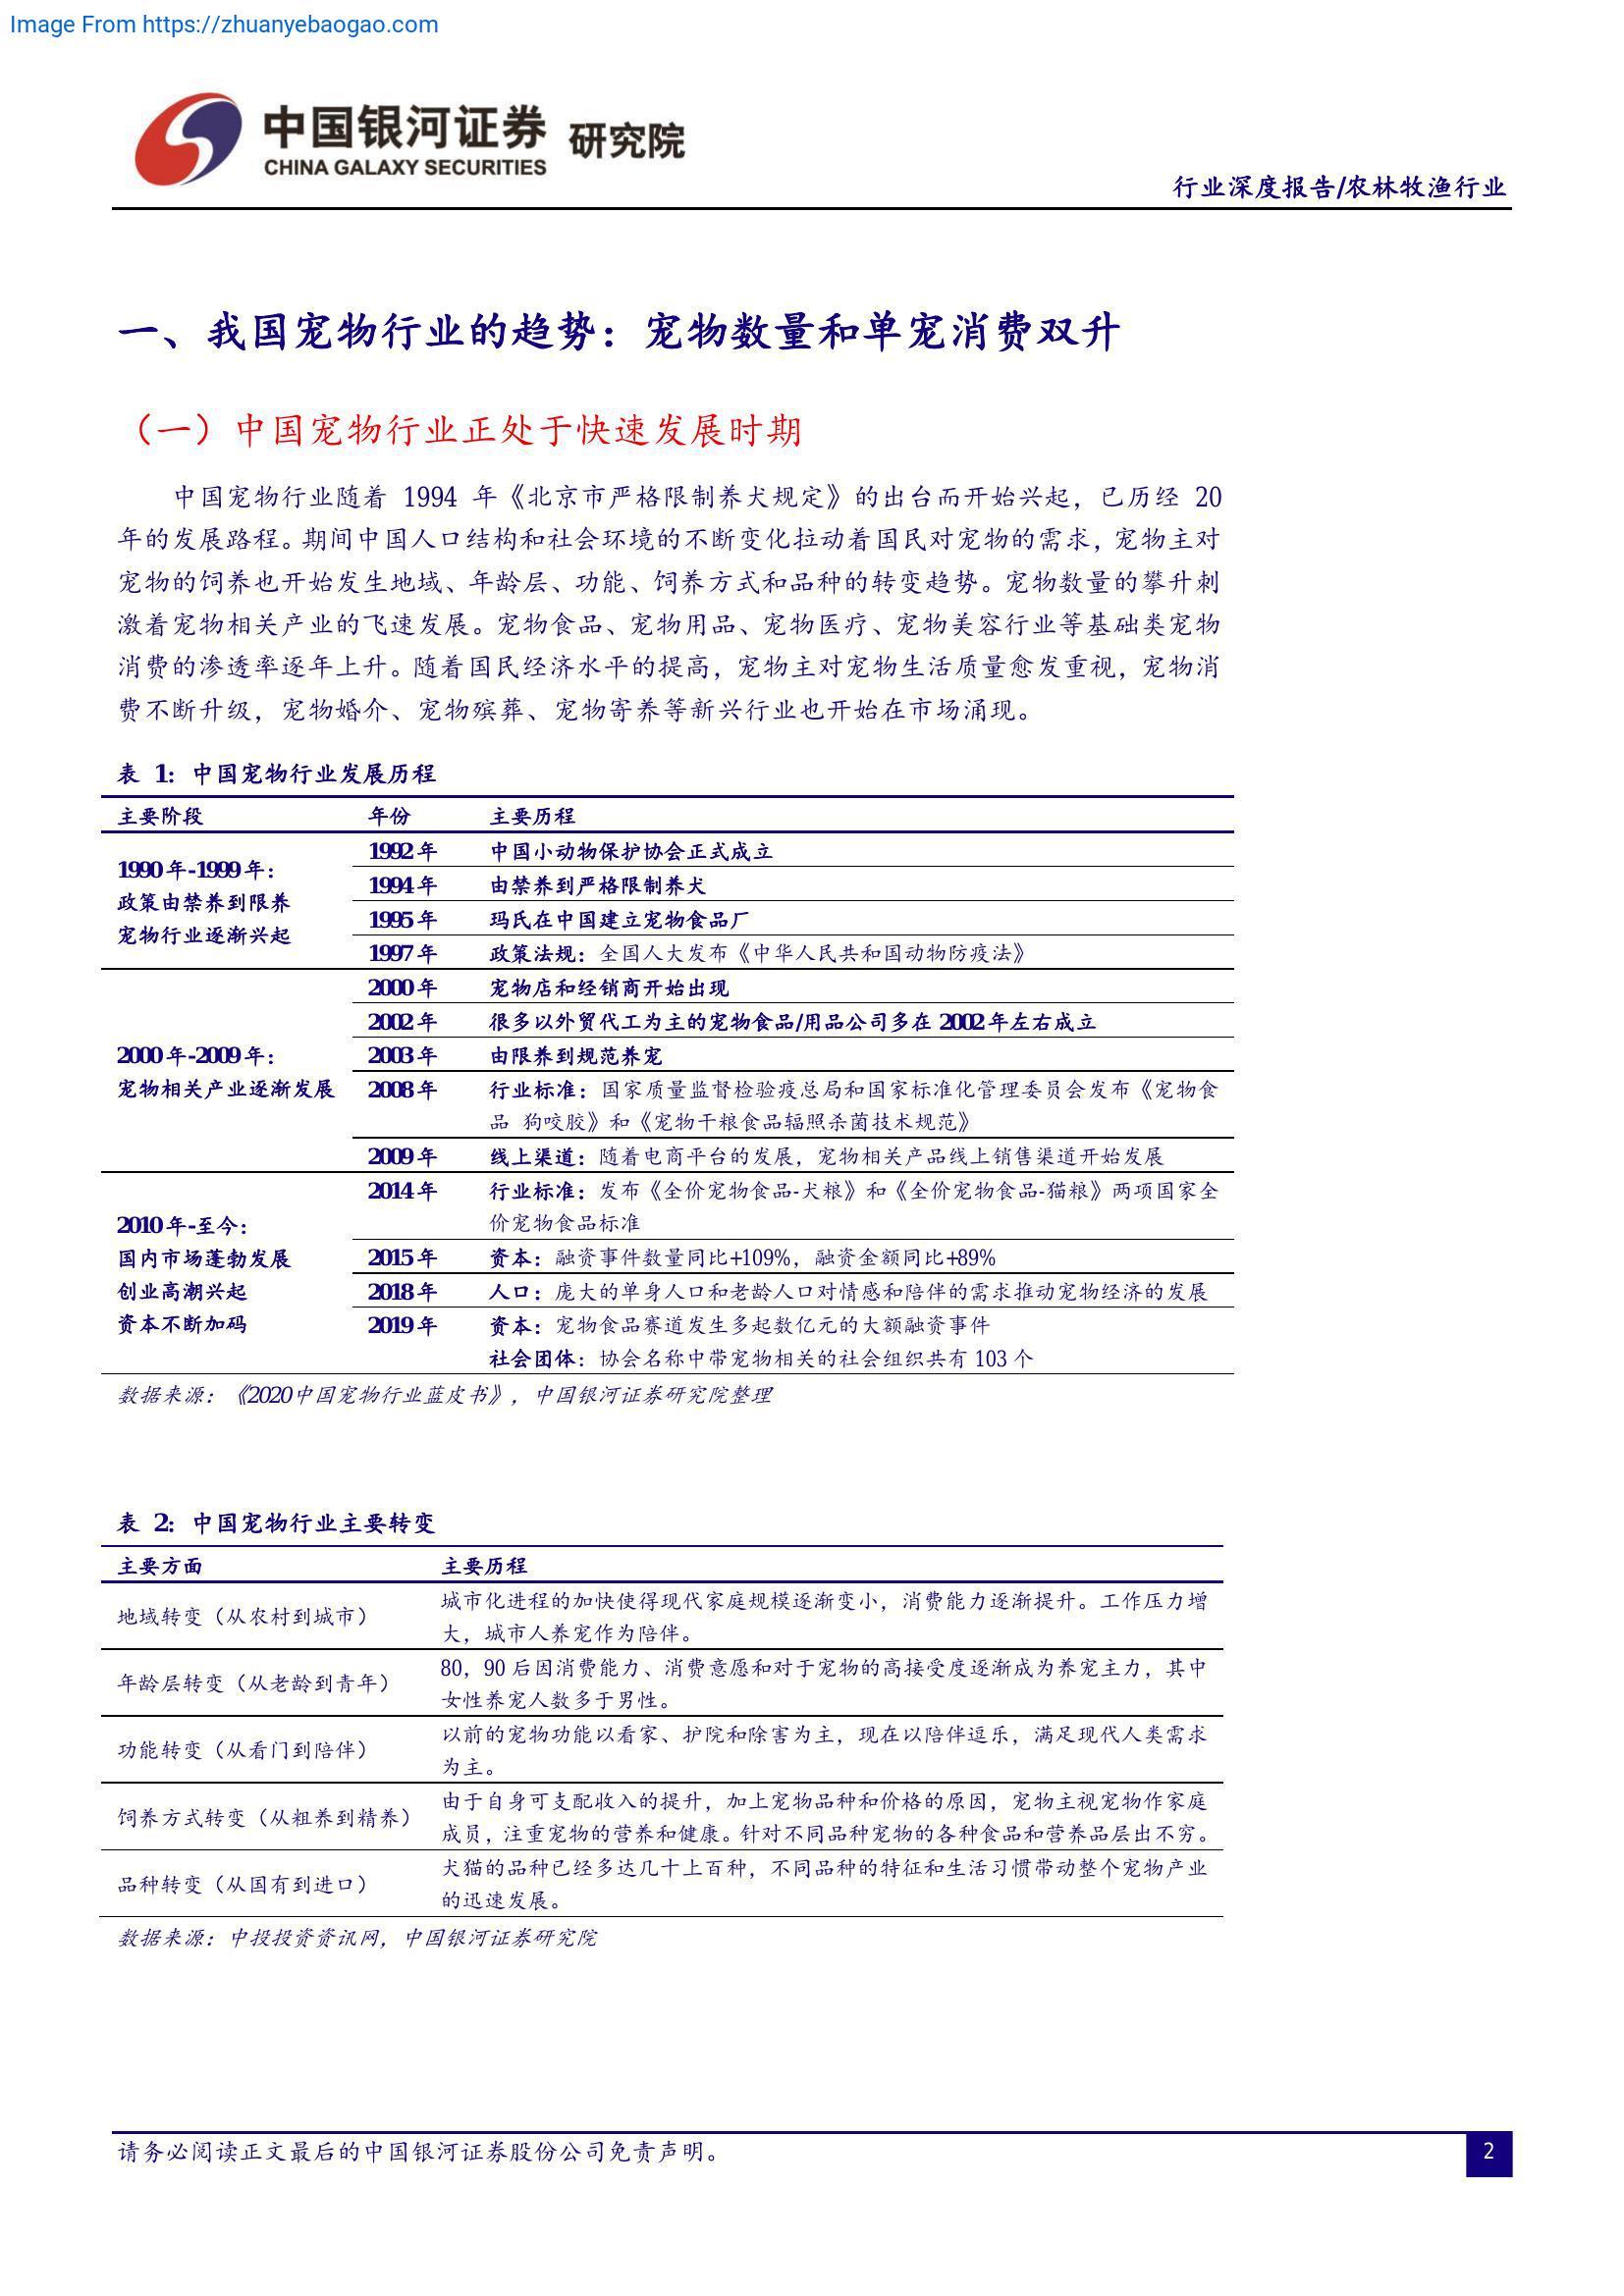 Image From https://zhuanyebaogao.com
中国银河证券 研究院
CHINA GALAXY SECURITIES
行业深度报告/农林牧渔行业
一、我国宠物行业的趋势：宠物数量和单宠消费双升
（一）中国宠物行业正处于快速发展时期
中国宠物行业随着 1994 年《北京市严格限制养犬规定》的出台而开始兴起，已历经 20
年的发展路程。期间中国人口结构和社会环境的不断变化拉动着国民对宠物的需求，宠物主对
宠物的饲养也开始发生地域、年龄层、功能、饲养方式和品种的转变趋势。宠物数量的攀升刺
激着宠物相关产业的飞速发展。宠物食品、宠物用品、宠物医疗、宠物美容行业等基础类宠物
消费的渗透率逐年上升。随着国民经济水平的提高，宠物主对宠物生活质量愈发重视，宠物消
费不断升级，宠物婚介、宠物殡葬、宠物寄养等新兴行业也开始在市场涌现。
表 1：中国宠物行业发展历程
主要阶段 年份 主要历程
1990年-1999年：
政策由禁养到限养
宠物行业逐渐兴起
1992年 中国小动物保护协会正式成立
1994年 由禁养到严格限制养犬
1995年 玛氏在中国建立宠物食品厂
1997年 政策法规：全国人大发布《中华人民共和国动物防疫法》
2000年-2009年：
宠物相关产业逐渐发展
2000年 宠物店和经销商开始出现
2002年 很多以外贸代工为主的宠物食品/用品公司多在 2002年左右成立
2003年 由限养到规范养宠
2008年 行业标准：国家质量监督检验疫总局和国家标准化管理委员会发布《宠物食
品 狗咬胶》和《宠物干粮食品辐照杀菌技术规范》
2009年 线上渠道：随着电商平台的发展，宠物相关产品线上销售渠道开始发展
2010年-至今：
国内市场蓬勃发展
创业高潮兴起
资本不断加码
2014年 行业标准：发布《全价宠物食品-犬粮》和《全价宠物食品-猫粮》两项国家全
价宠物食品标准
2015年 资本：融资事件数量同比+109%，融资金额同比+89%
2018年 人口：庞大的单身人口和老龄人口对情感和陪伴的需求推动宠物经济的发展
2019年 资本：宠物食品赛道发生多起数亿元的大额融资事件
社会团体：协会名称中带宠物相关的社会组织共有 103 个
数据来源：《2020中国宠物行业蓝皮书》，中国银河证券研究院整理
表 2：中国宠物行业主要转变
主要方面 主要历程
地域转变（从农村到城市）
城市化进程的加快使得现代家庭规模逐渐变小，消费能力逐渐提升。工作压力增
大，城市人养宠作为陪伴。
年龄层转变（从老龄到青年）
80，90后因消费能力、消费意愿和对于宠物的高接受度逐渐成为养宠主力，其中
女性养宠人数多于男性。
功能转变（从看门到陪伴）
以前的宠物功能以看家、护院和除害为主，现在以陪伴逗乐，满足现代人类需求
为主。
饲养方式转变（从粗养到精养）
由于自身可支配收入的提升，加上宠物品种和价格的原因，宠物主视宠物作家庭
成员，注重宠物的营养和健康。针对不同品种宠物的各种食品和营养品层出不穷。
品种转变（从国有到进口）
犬猫的品种已经多达几十上百种，不同品种的特征和生活习惯带动整个宠物产业
的迅速发展。
数据来源：中投投资资讯网，中国银河证券研究院
请务必阅读正文最后的中国银河证券股份公司免责声明。
2